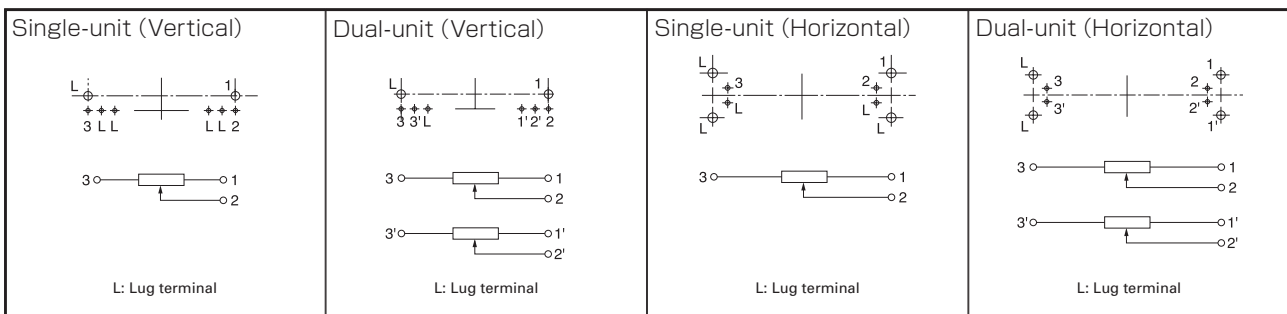 Single-unit (Vertical)
L 1
3 L L L L 2
3 1
2
L: Lug terminal
Dual-unit (Vertical)
L 1
3 3' L 1' 2' 2
3 1
2
3' 1'
2'
L: Lug terminal
Single-unit (Horizontal)
L 1
3 2
L L
L L
3 1
2
L: Lug terminal
Dual-unit (Horizontal)
L 1
3 2
3' 2'
L 1'
3 1
2
3' 1'
2'
L: Lug terminal